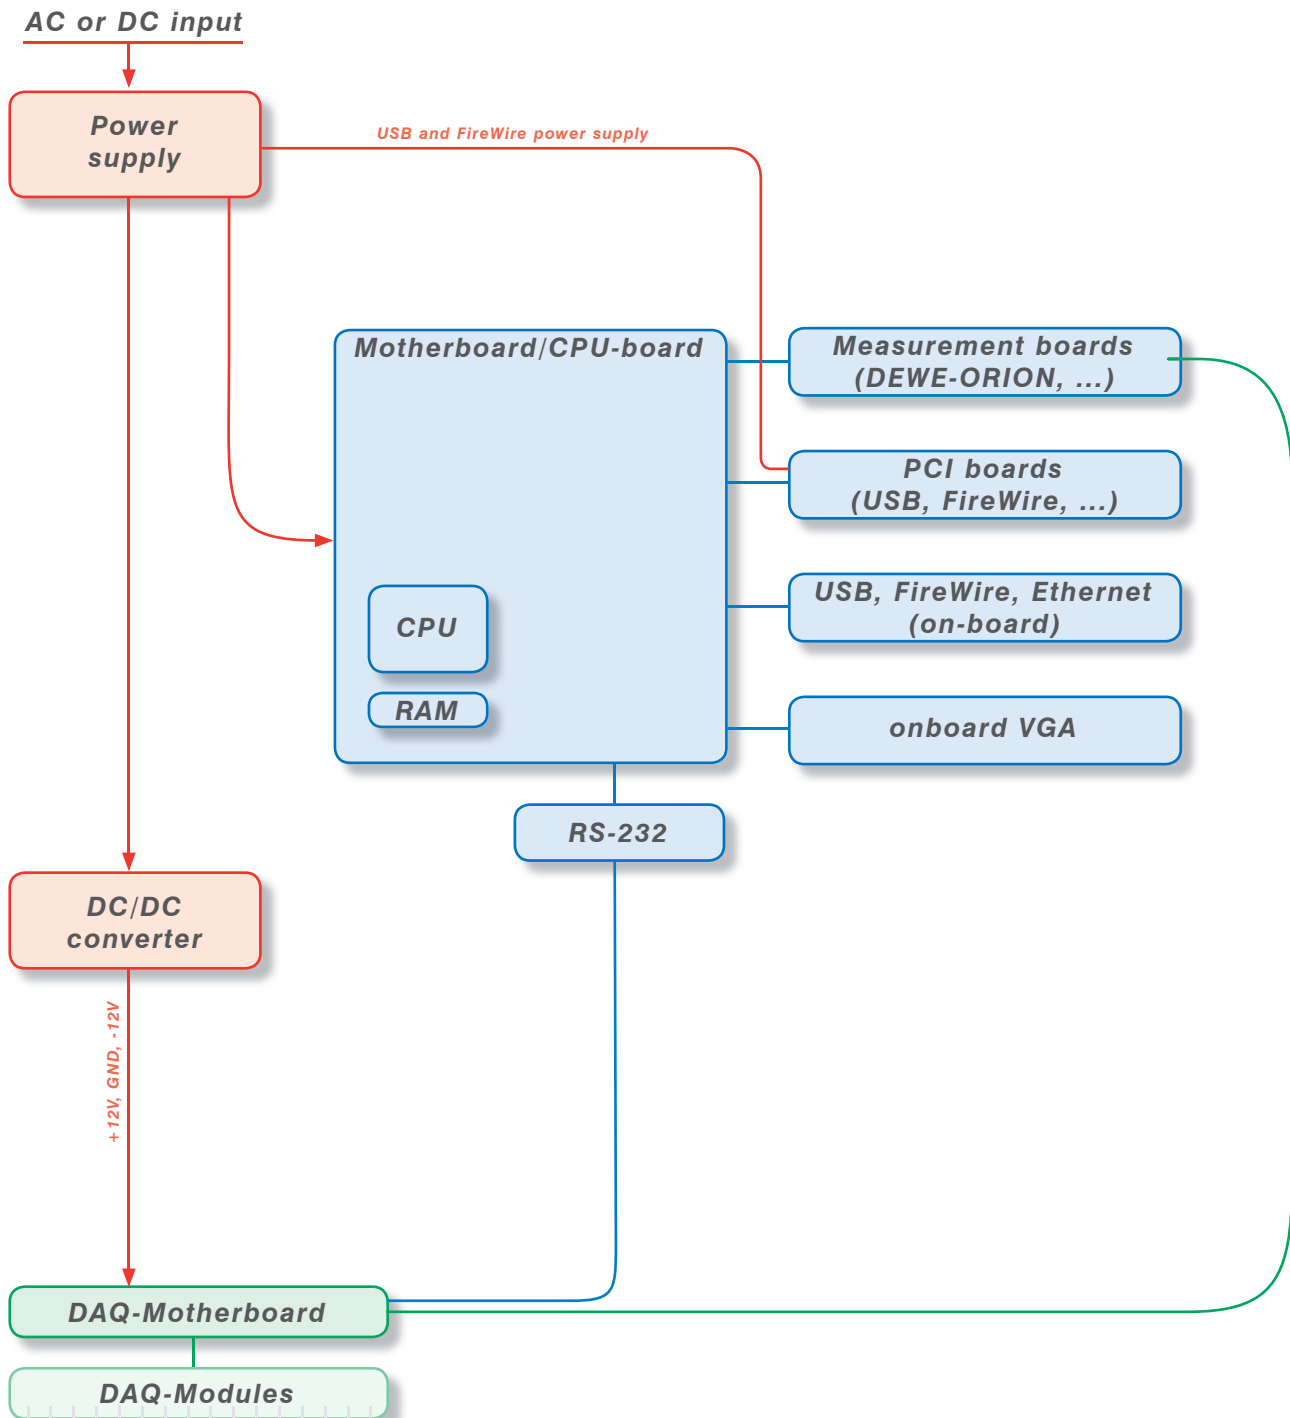 AC or DC input
Power
supply
USB and FireWire power supply
Motherboard/CPU-board
Measurement boards
(DEWE-ORION, ...)
PCI boards
(USB, FireWire, ...)
USB, FireWire, Ethernet
(on-board)
CPU
RAM
onboard VGA
RS-232
DC/DC
converter
+12V, GND, -12V
DAQ-Motherboard
DAQ-Modules